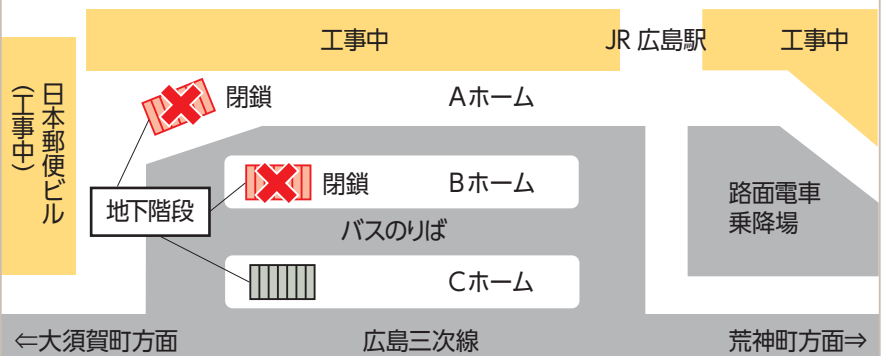 工事中
JR 広島駅
工事中
日本郵便ビル
(工事中)
閉鎖
Aホーム
閉鎖
Bホーム
地下階段
路面電車
乗降場
バスのりば
Cホーム
⇐大須賀町方面
広島三次線
荒神町方面⇒